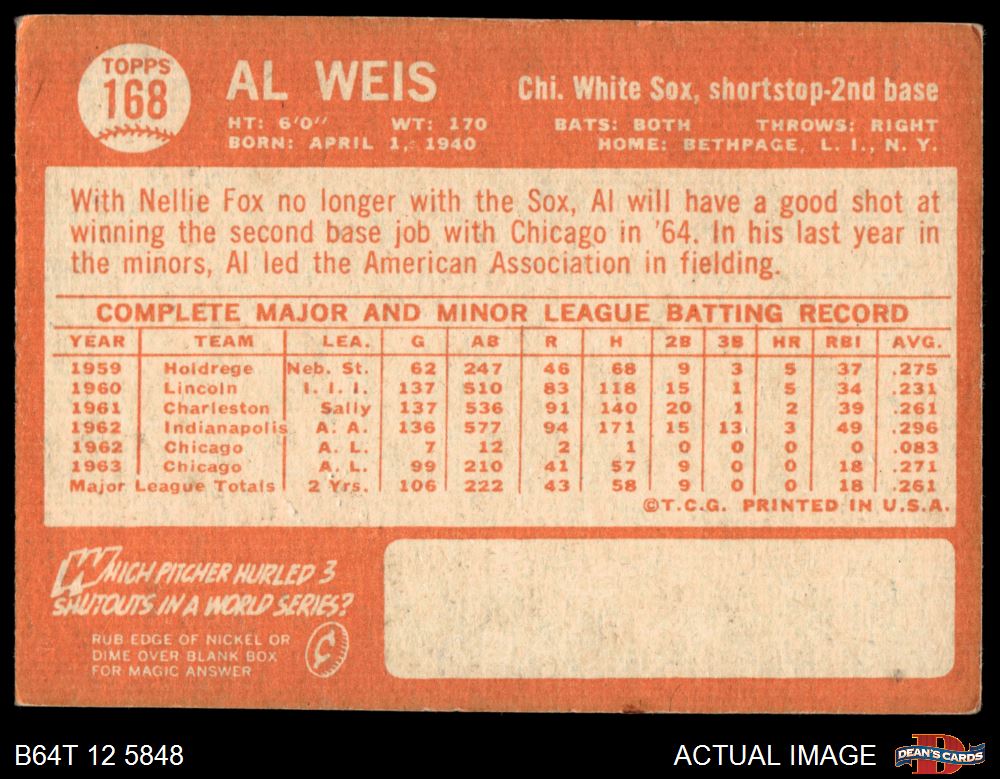 TOPPS
168
AL WEIS
Chi. White Sox, shortstop-2nd base
HT: 6'0" WT: 170 BATS: BOTH THROWS: RIGHT
BORN: APRIL 1, 1940 HOME: BETHPAGE, L. I., N. Y.
With Nellie Fox no longer with the Sox, Al will have a good shot at
winning the second base job with Chicago in '64. In his last year in
the minors, Al led the American Association in fielding.
COMPLETE MAJOR AND MINOR LEAGUE BATTING RECORD
YEAR TEAM LEA. G AB R H 2B 3B HR RBI AVG.
1959 Holdrege Neb. St. 62 247 46 68 9 3 5 37 .275
1960 Lincoln I. I. I. 137 510 83 118 15 1 5 34 .231
1961 Charleston Sally 137 536 91 140 20 1 2 39 .261
1962 Indianapolis A. A. 136 577 94 171 15 13 3 49 .296
1962 Chicago A. L. 7 12 2 1 0 0 0 0 .083
1963 Chicago A. L. 99 210 41 57 9 0 0 18 .271
Major League Totals 2 Yrs. 106 222 43 58 9 0 0 18 .261
©T.C.G. PRINTED IN U.S.A.
WHICH PITCHER HURLED 3
SHUTOUTS IN A WORLD SERIES?
RUB EDGE OF NICKEL OR
DIME OVER BLANK BOX
FOR MAGIC ANSWER
¢
B64T 12 5848
ACTUAL IMAGE
D
DEAN'S CARDS